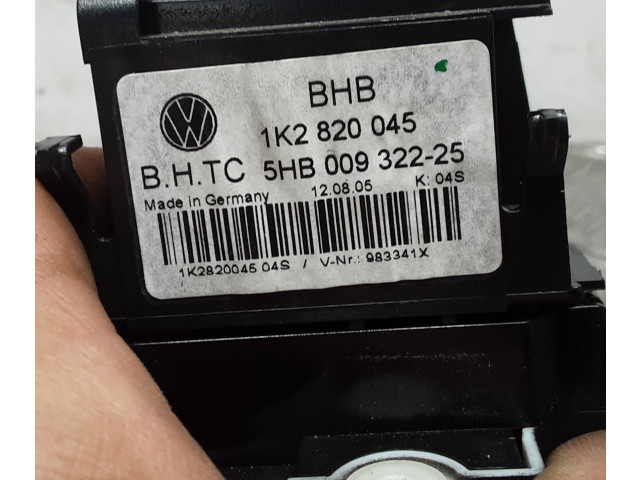 BHB
1K2 820 045
B.H.TC 5HB 009 322-25
Made in Germany 12.08.05 K: 04S
1K2820045 04S / V-Nr.: 983341X